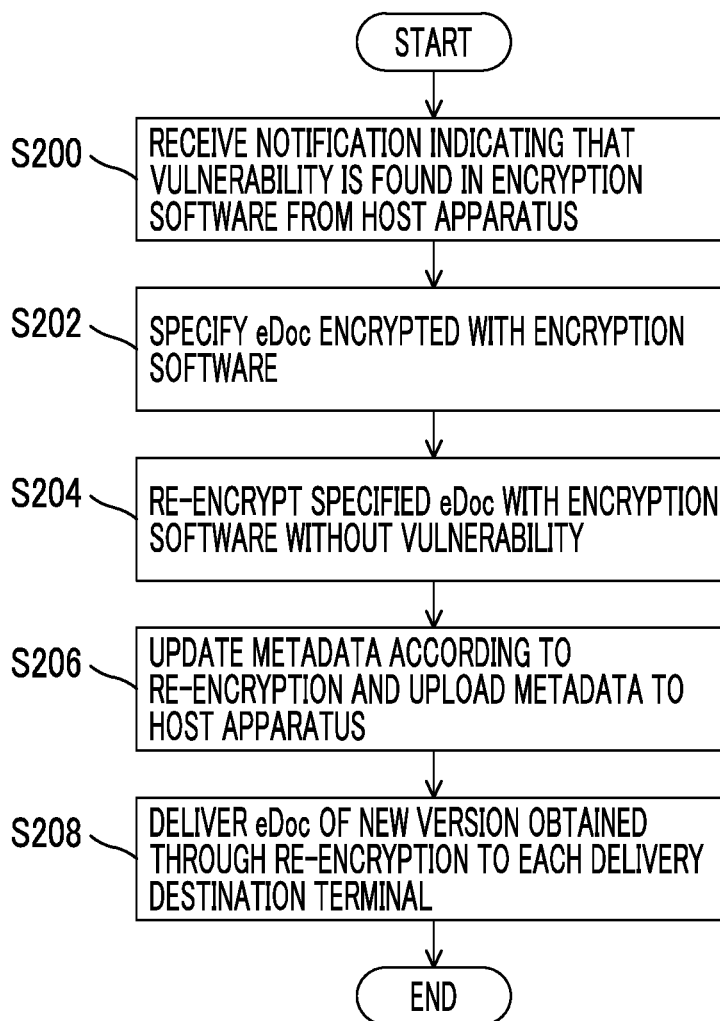 START
S200
RECEIVE NOTIFICATION INDICATING THAT
VULNERABILITY IS FOUND IN ENCRYPTION
SOFTWARE FROM HOST APPARATUS
S202
SPECIFY eDoc ENCRYPTED WITH ENCRYPTION
SOFTWARE
S204
RE-ENCRYPT SPECIFIED eDoc WITH ENCRYPTION
SOFTWARE WITHOUT VULNERABILITY
S206
UPDATE METADATA ACCORDING TO
RE-ENCRYPTION AND UPLOAD METADATA TO
HOST APPARATUS
S208
DELIVER eDoc OF NEW VERSION OBTAINED
THROUGH RE-ENCRYPTION TO EACH DELIVERY
DESTINATION TERMINAL
END